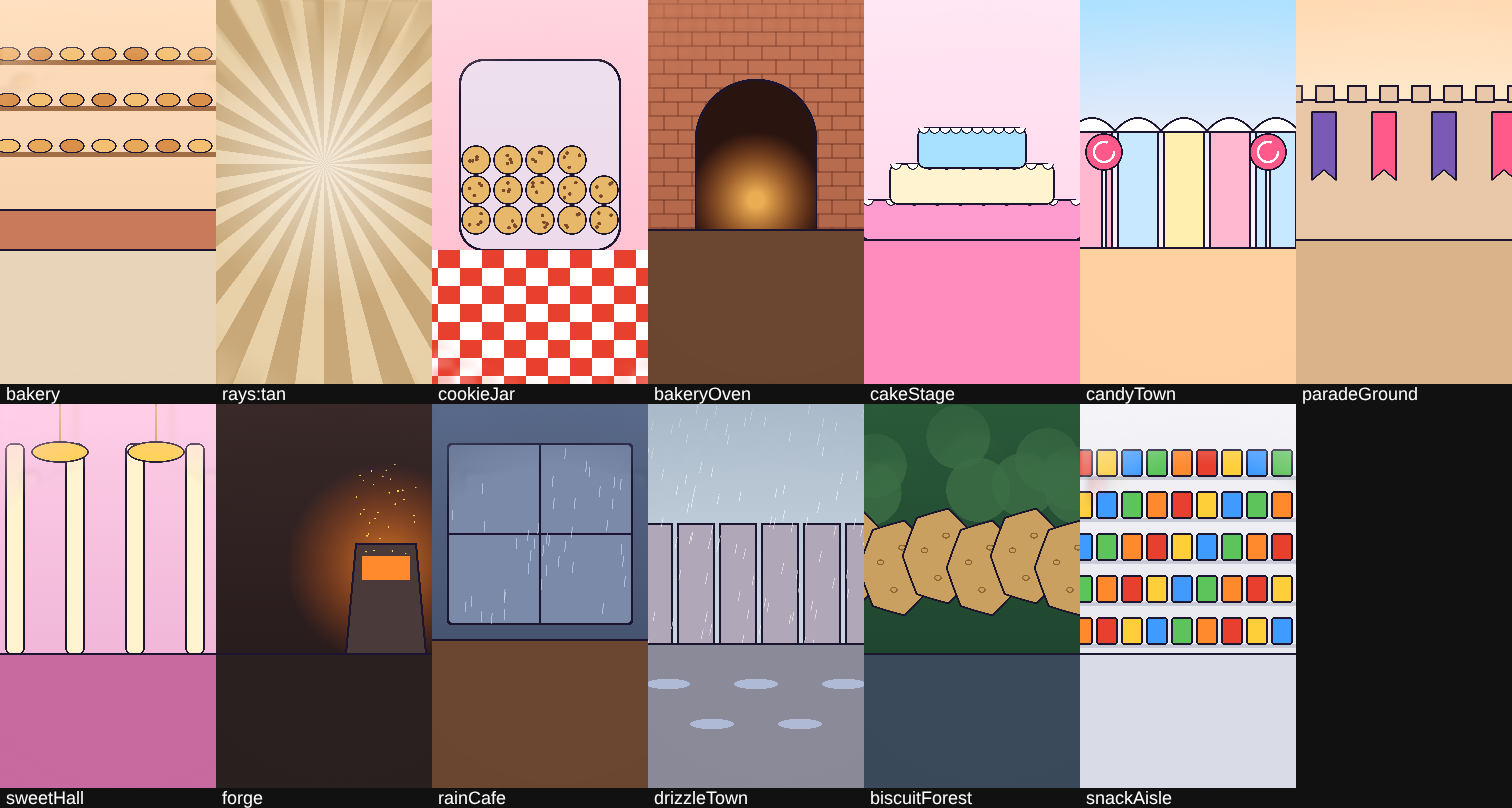 bakery
rays:tan
cookieJar
bakeryOven
cakeStage
candyTown
paradeGround
sweetHall
forge
rainCafe
drizzleTown
biscuitForest
snackAisle